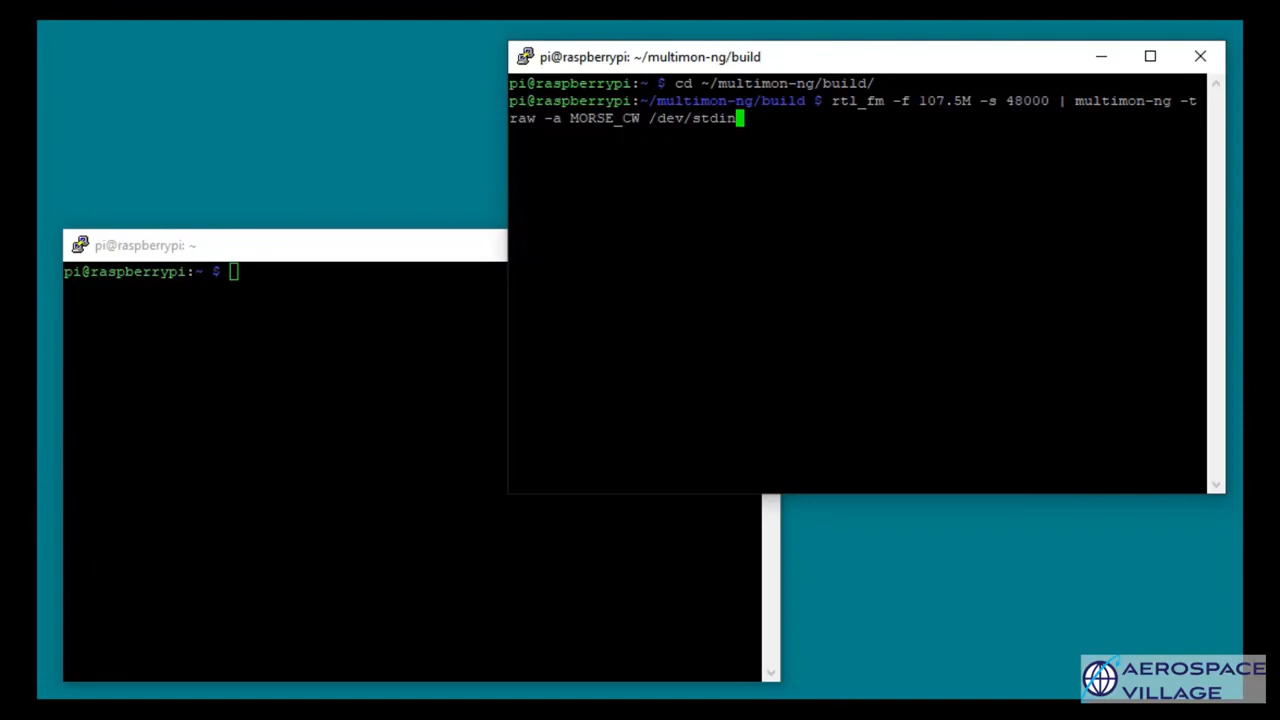 pi@raspberrypi: ~/multimon-ng/build
pi@raspberrypi:~ $ cd ~/multimon-ng/build/
pi@raspberrypi:~/multimon-ng/build $ rtl_fm -f 107.5M -s 48000 | multimon-ng -t
raw -a MORSE_CW /dev/stdin
pi@raspberrypi: ~
pi@raspberrypi:~ $
AEROSPACE
VILLAGE